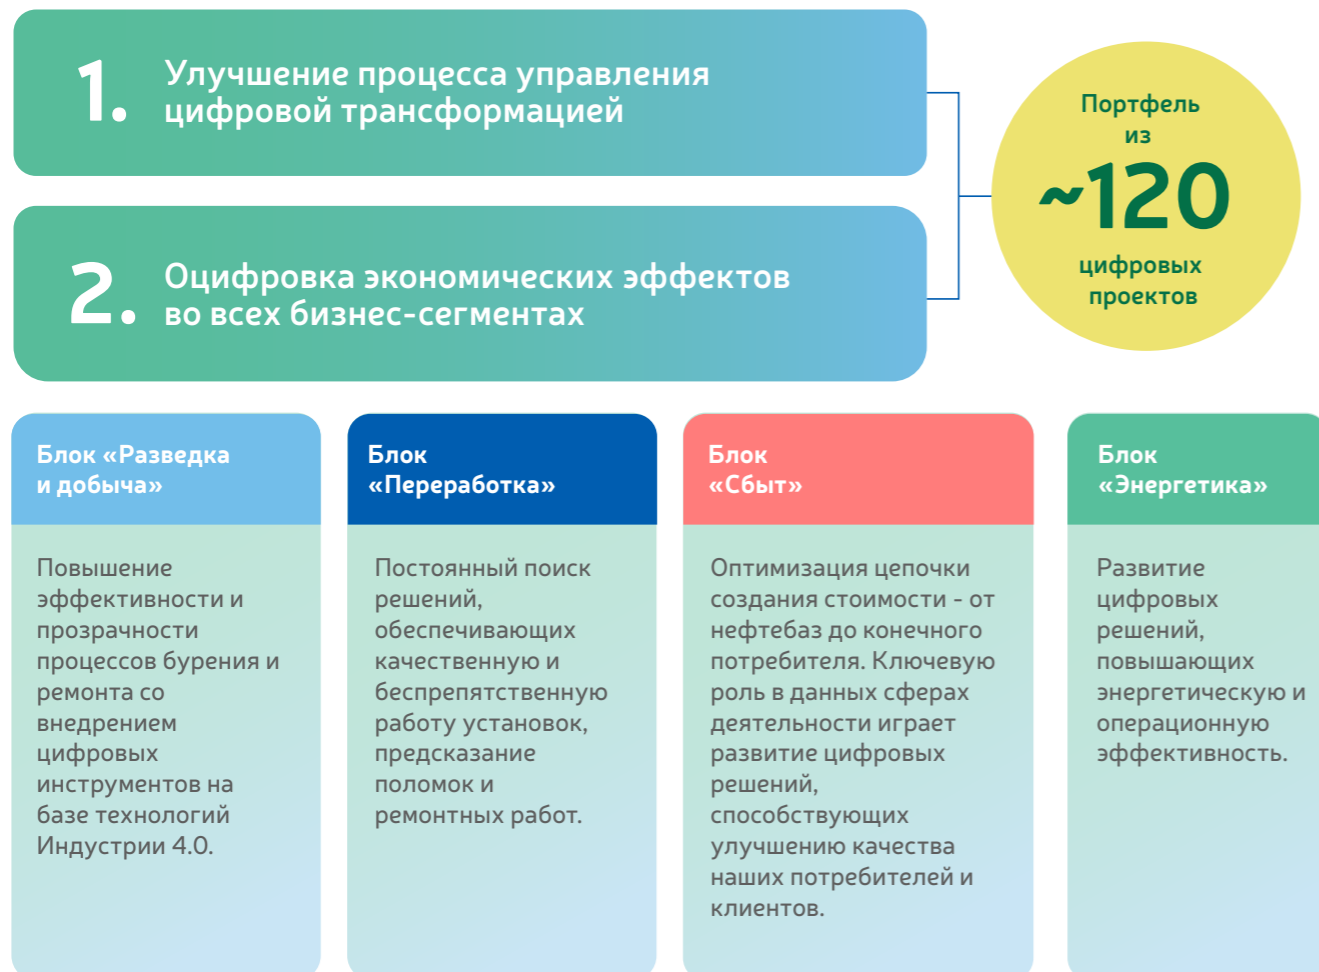 1.
Улучшение процесса управления
цифровой трансформацией
2.
Оцифровка экономических эффектов
во всех бизнес-сегментах
Портфель
из
~120
цифровых
проектов
Блок «Разведка
и добыча»
Повышение
эффективности и
прозрачности
процессов бурения и
ремонта со
внедрением
цифровых
инструментов на
базе технологий
Индустрии 4.0.
Блок
«Переработка»
Постоянный поиск
решений,
обеспечивающих
качественную и
беспрепятственную
работу установок,
предсказание
поломок и
ремонтных работ.
Блок
«Сбыт»
Оптимизация цепочки
создания стоимости - от
нефтебаз до конечного
потребителя. Ключевую
роль в данных сферах
деятельности играет
развитие цифровых
решений,
способствующих
улучшению качества
наших потребителей и
клиентов.
Блок
«Энергетика»
Развитие
цифровых
решений,
повышающих
энергетическую и
операционную
эффективность.